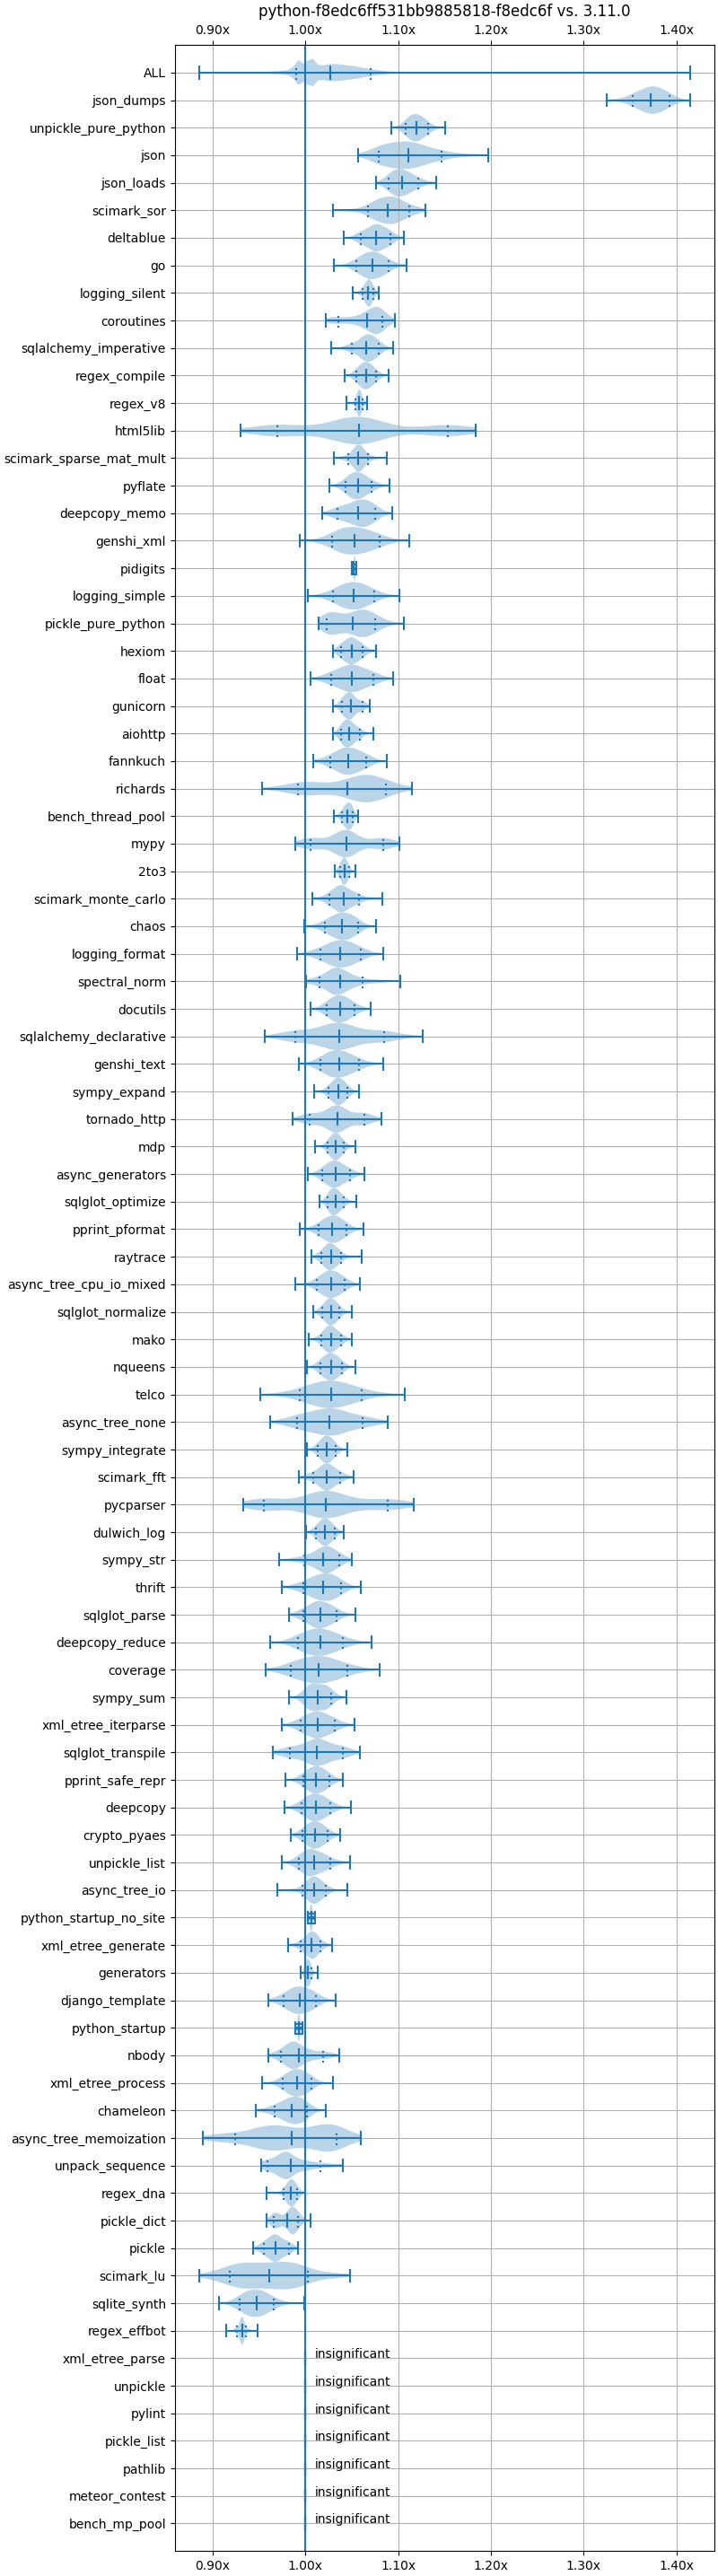 python-f8edc6ff531bb9885818-f8edc6f vs. 3.11.0
0.90x 1.00x 1.10x 1.20x 1.30x 1.40x
ALL
json_dumps
unpickle_pure_python
json
json_loads
scimark_sor
deltablue
go
logging_silent
coroutines
sqlalchemy_imperative
regex_compile
regex_v8
html5lib
scimark_sparse_mat_mult
pyflate
deepcopy_memo
genshi_xml
pidigits
logging_simple
pickle_pure_python
hexiom
float
gunicorn
aiohttp
fannkuch
richards
bench_thread_pool
mypy
2to3
scimark_monte_carlo
chaos
logging_format
spectral_norm
docutils
sqlalchemy_declarative
genshi_text
sympy_expand
tornado_http
mdp
async_generators
sqlglot_optimize
pprint_pformat
raytrace
async_tree_cpu_io_mixed
sqlglot_normalize
mako
nqueens
telco
async_tree_none
sympy_integrate
scimark_fft
pycparser
dulwich_log
sympy_str
thrift
sqlglot_parse
deepcopy_reduce
coverage
sympy_sum
xml_etree_iterparse
sqlglot_transpile
pprint_safe_repr
deepcopy
crypto_pyaes
unpickle_list
async_tree_io
python_startup_no_site
xml_etree_generate
generators
django_template
python_startup
nbody
xml_etree_process
chameleon
async_tree_memoization
unpack_sequence
regex_dna
pickle_dict
pickle
scimark_lu
sqlite_synth
regex_effbot
xml_etree_parse insignificant
unpickle insignificant
pylint insignificant
pickle_list insignificant
pathlib insignificant
meteor_contest insignificant
bench_mp_pool insignificant
0.90x 1.00x 1.10x 1.20x 1.30x 1.40x